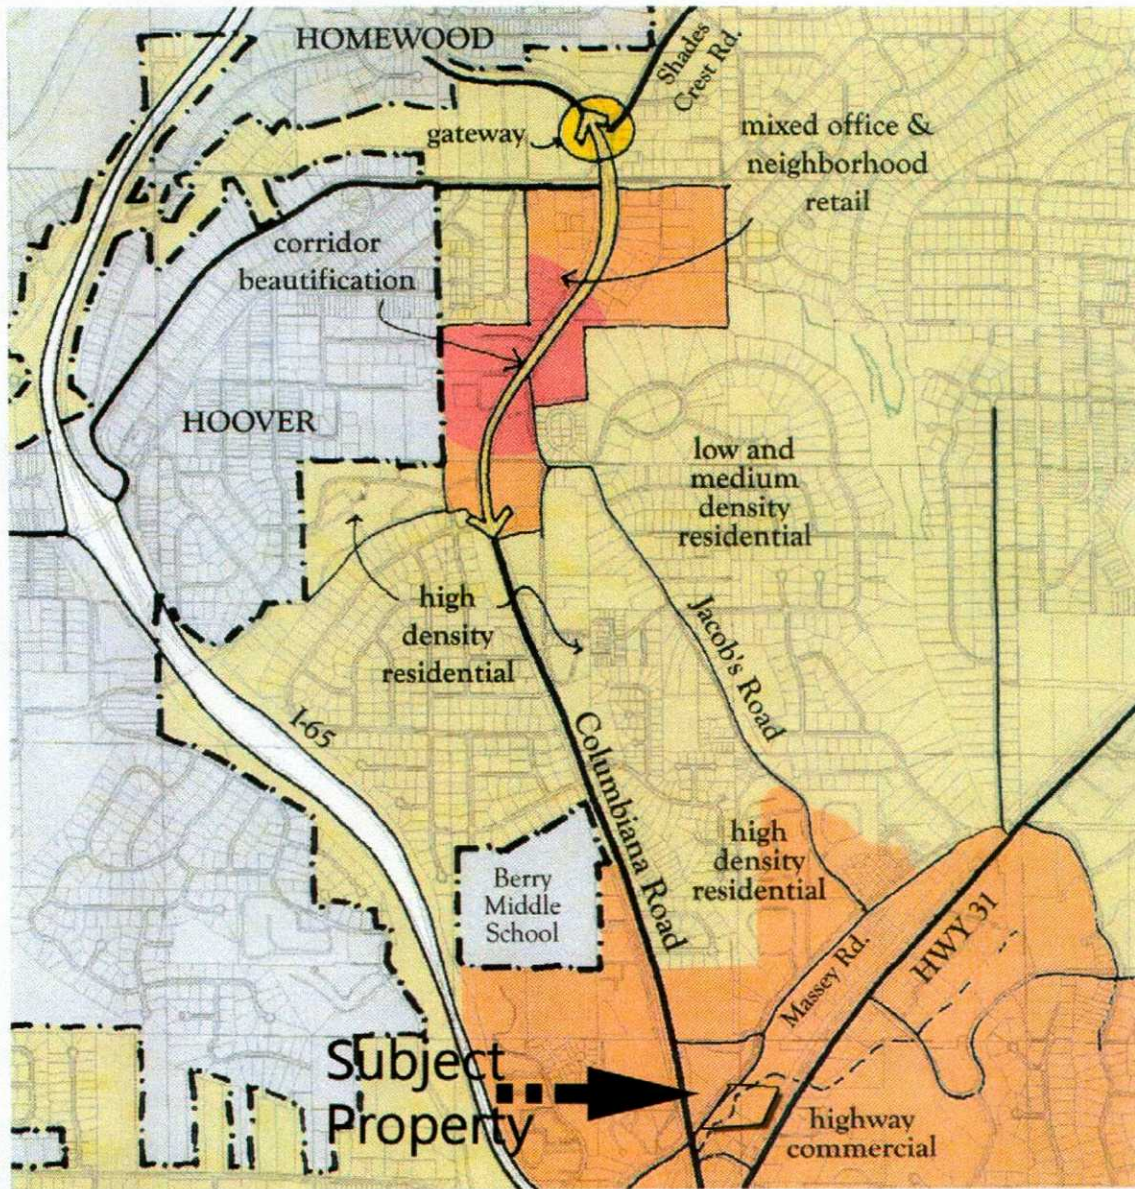 HOMEWOOD
Shades
Crest Rd.
gateway
mixed office &
neighborhood
retail
corridor
beautification
HOOVER
low and
medium
density
residential
high
density
residential
Jacob's Road
I-65
Columbiana Road
high
density
residential
Berry
Middle
School
Massey Rd.
HWY 31
Subject
Property
highway
commercial